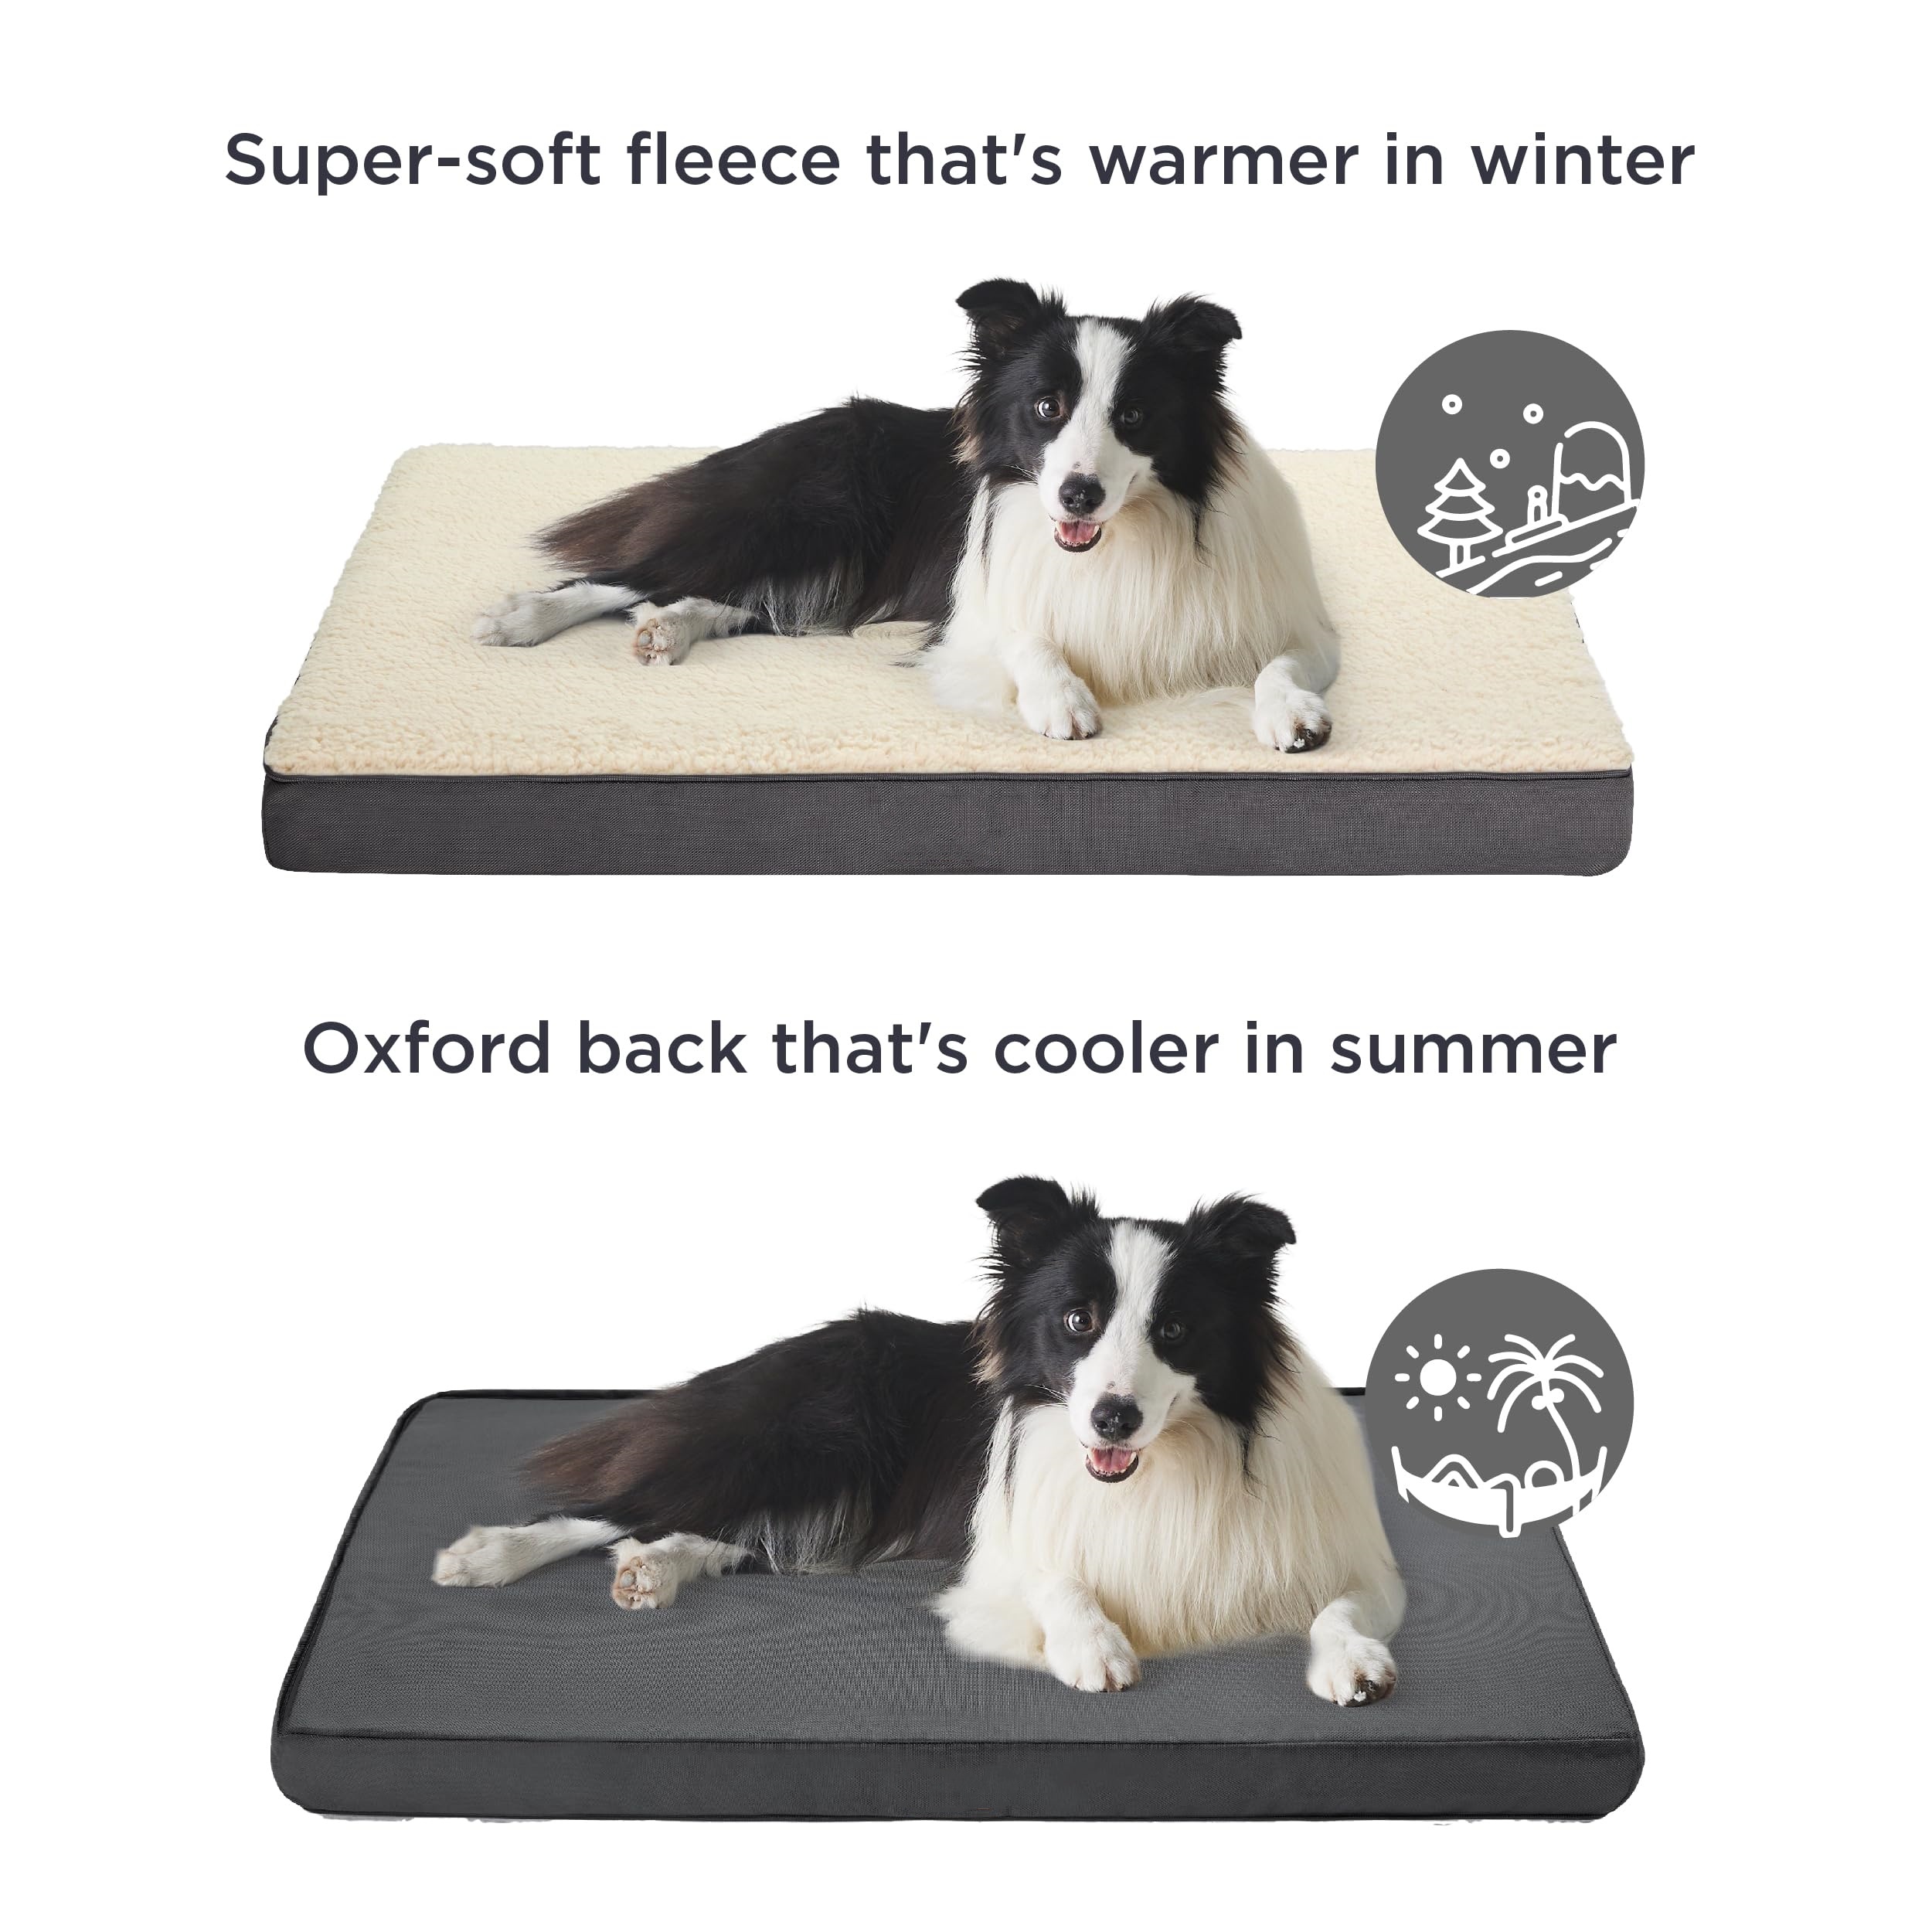 Super-soft fleece that's warmer in winter
Oxford back that's cooler in summer